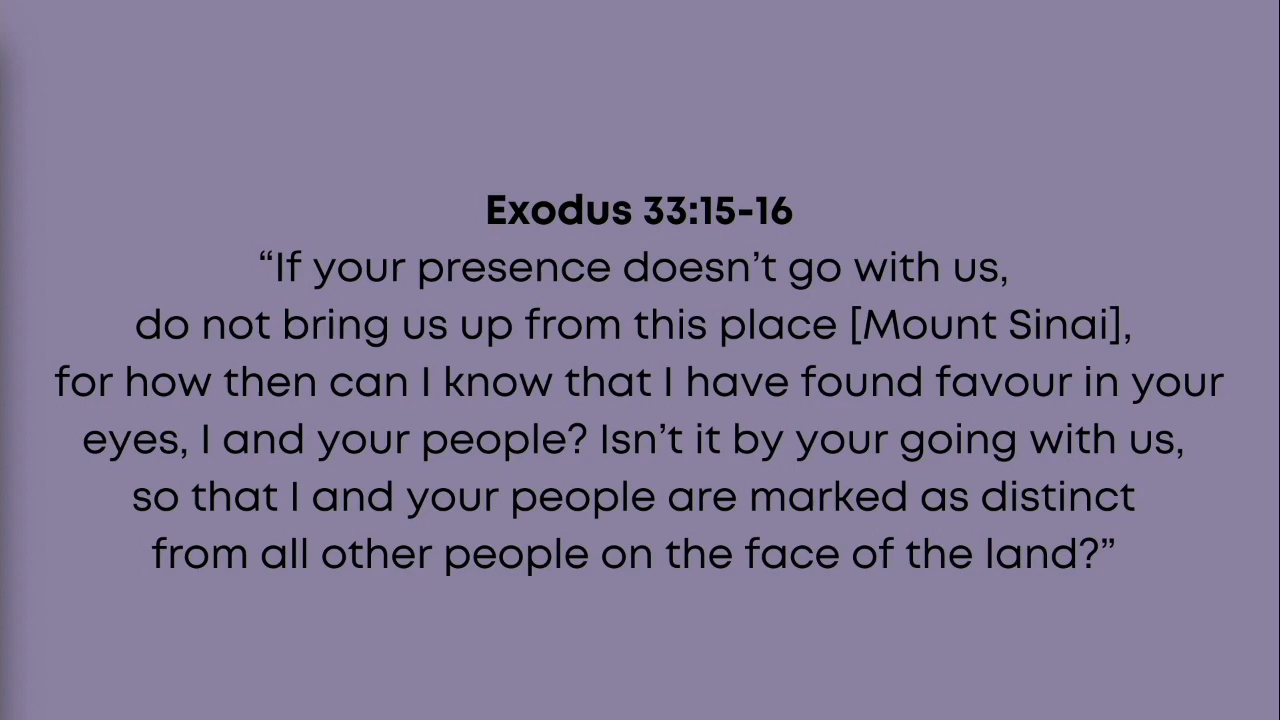 Exodus 33:15-16
“If your presence doesn’t go with us,
do not bring us up from this place [Mount Sinai],
for how then can I know that I have found favour in your
eyes, I and your people? Isn’t it by your going with us,
so that I and your people are marked as distinct
from all other people on the face of the land?”